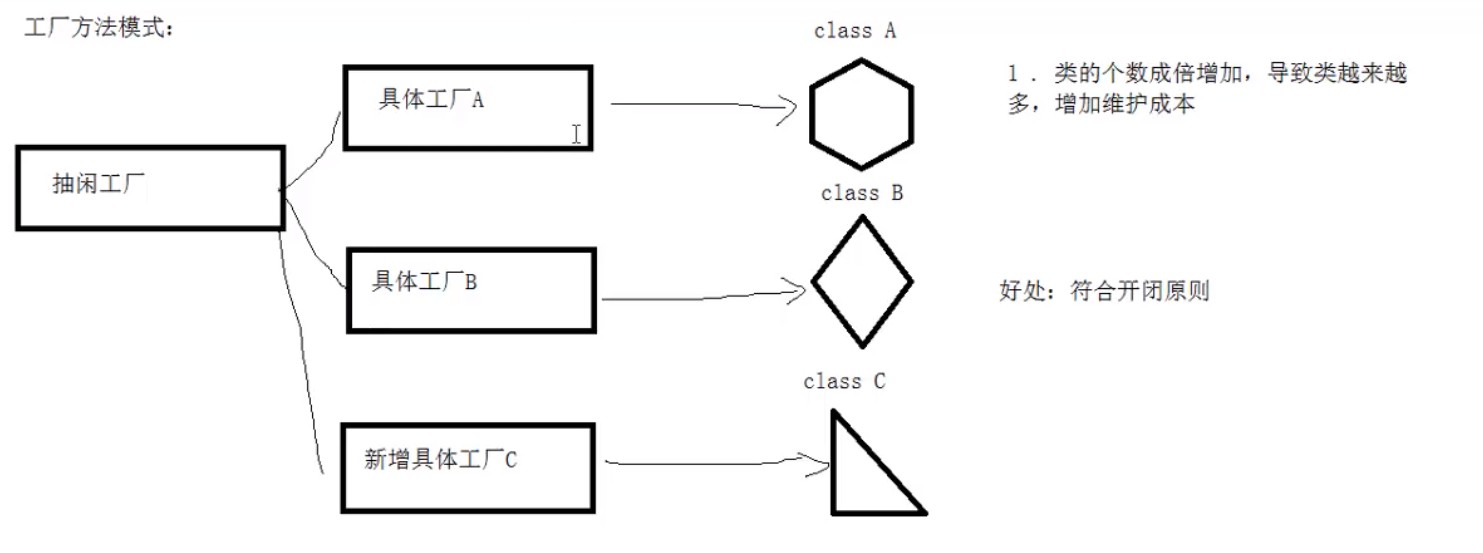 工厂方法模式：
class A
具体工厂A
1 . 类的个数成倍增加，导致类越来越
多，增加维护成本
抽闲工厂
class B
具体工厂B
好处：符合开闭原则
class C
新增具体工厂C